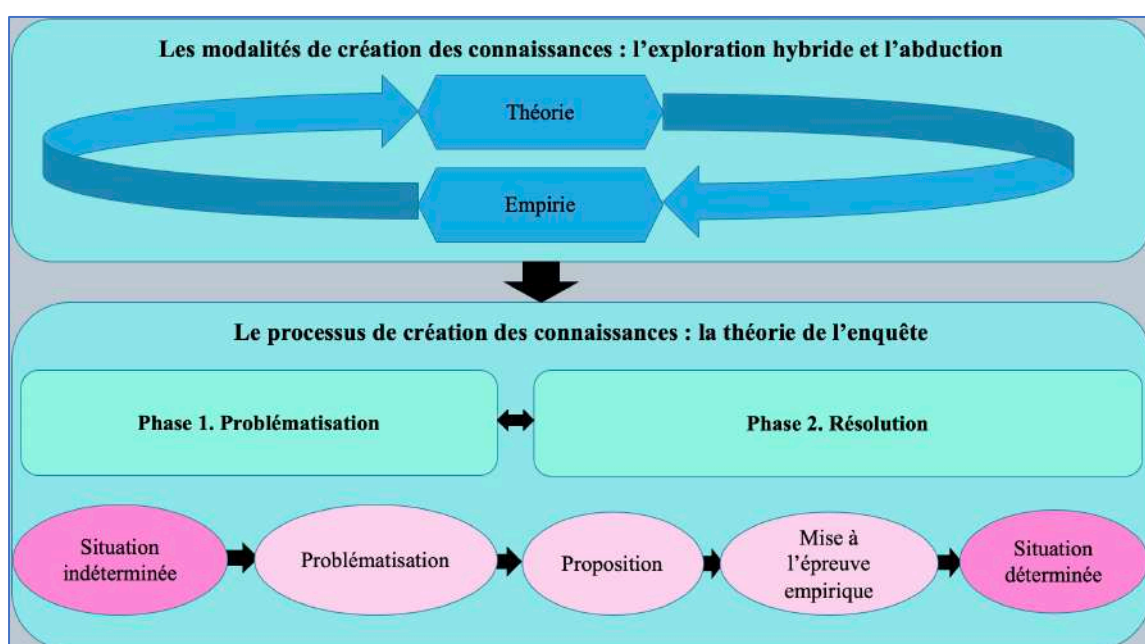 Les modalités de création des connaissances : l’exploration hybride et l’abduction
Théorie
Empirie
Le processus de création des connaissances : la théorie de l’enquête
Phase 1. Problématisation
Phase 2. Résolution
Situation
indéterminée
Problématisation
Proposition
Mise à
l’épreuve
empirique
Situation
déterminée